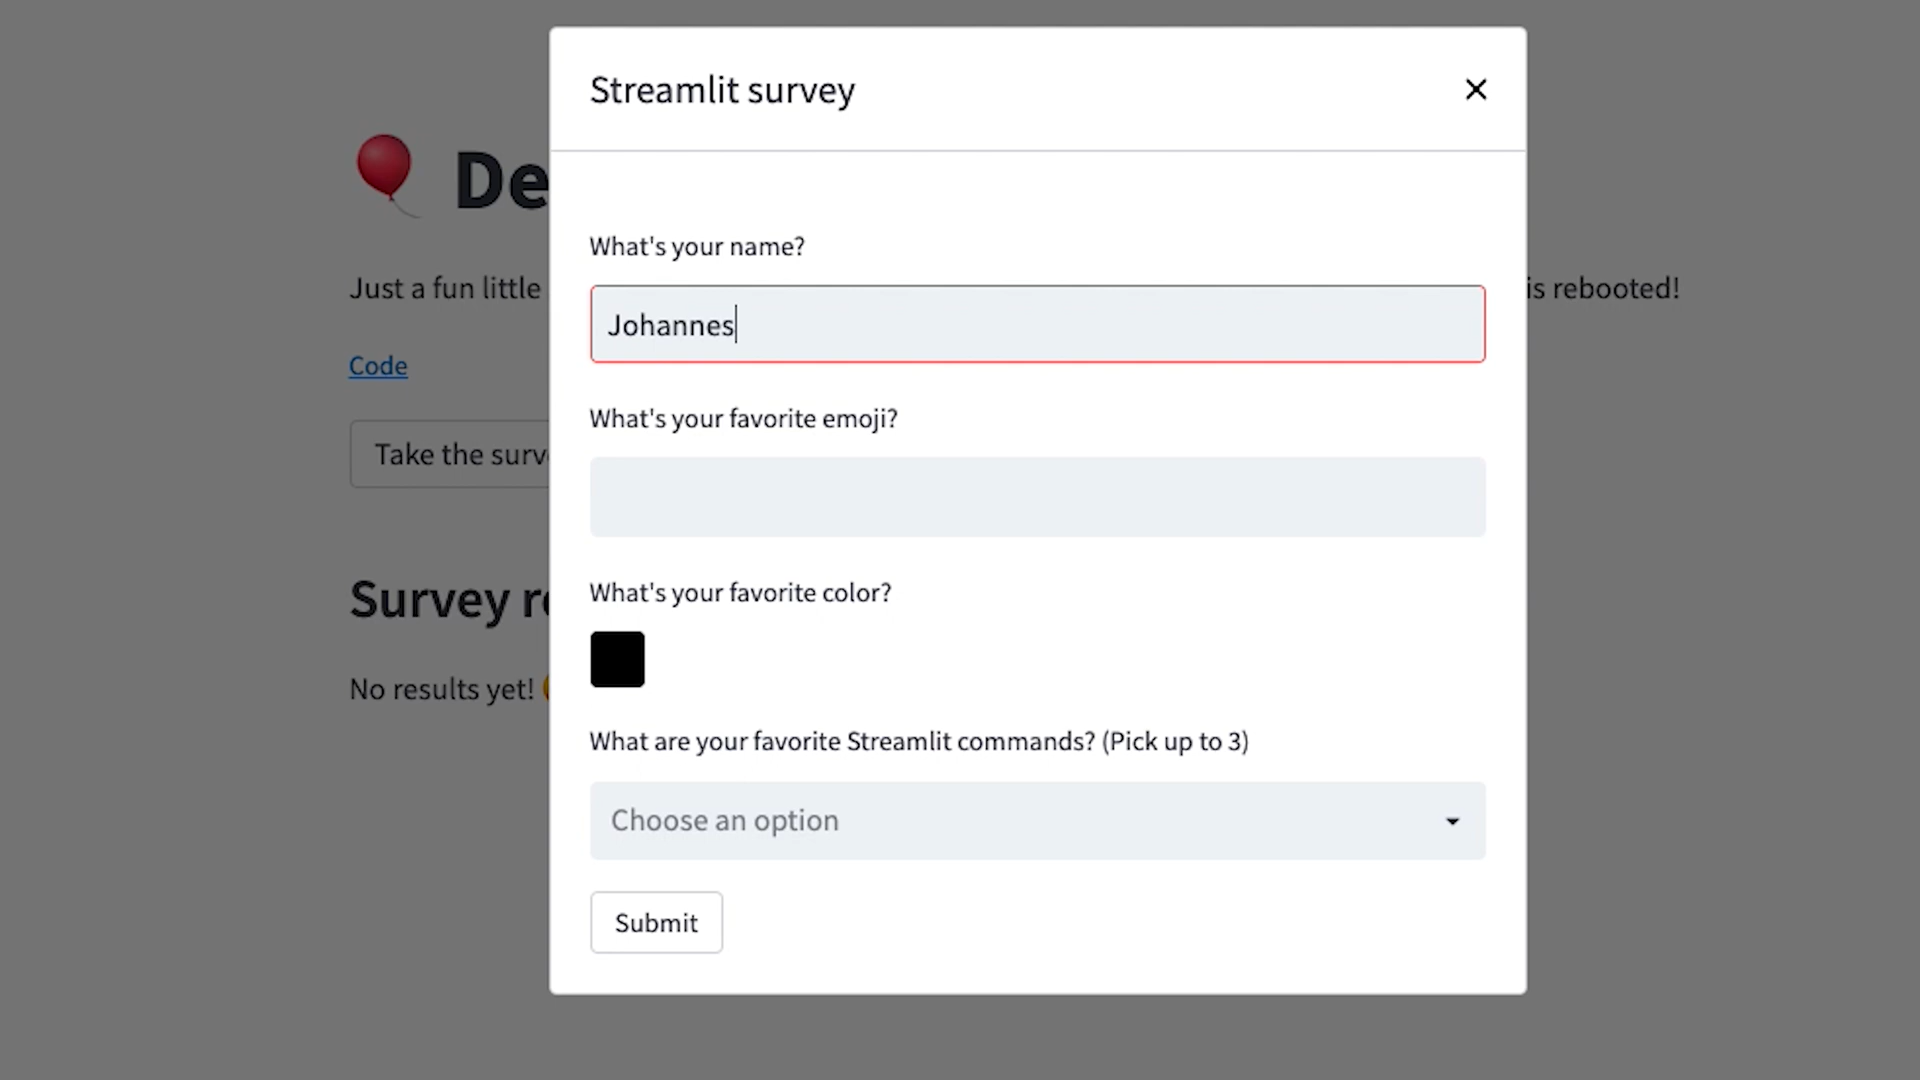 Streamlit survey
De
Just a fun little
is rebooted!
What's your name?
Johannes
Code
What's your favorite emoji?
Take the surv
What's your favorite color?
Survey re
No results yet!
What are your favorite Streamlit commands? (Pick up to 3)
Choose an option
Submit